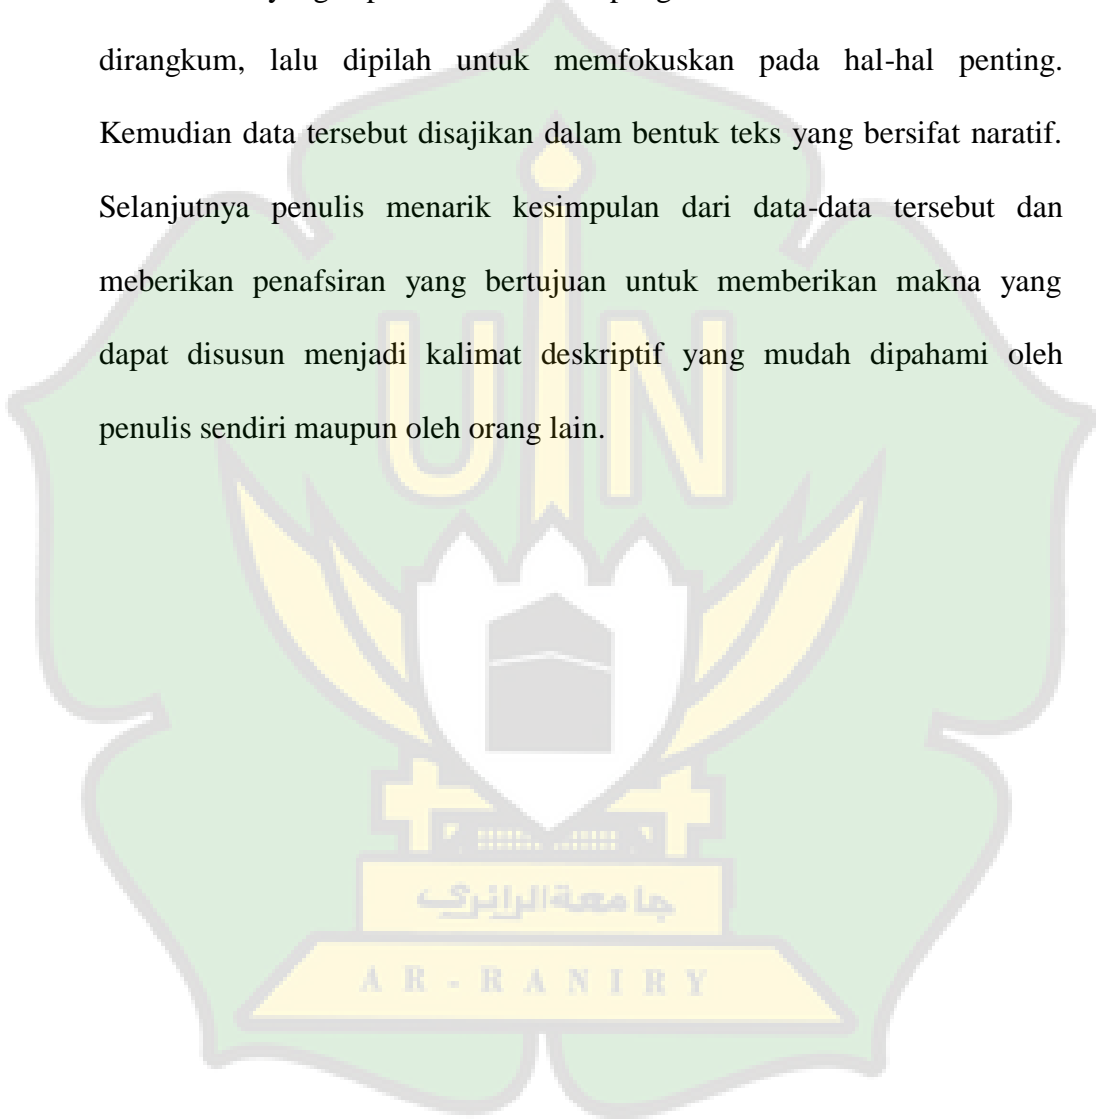 yang
dirangkum, lalu dipilah untuk memfokuskan pada hal-hal penting.
Kemudian data tersebut disajikan dalam bentuk teks yang bersifat naratif.
Selanjutnya penulis menarik kesimpulan dari data-data tersebut dan
meberikan penafsiran yang bertujuan untuk memberikan makna yang
dapat disusun menjadi kalimat deskriptif yang mudah dipahami oleh
penulis sendiri maupun oleh orang lain.
UIN
جامعة الرانري
AR-RANIRY